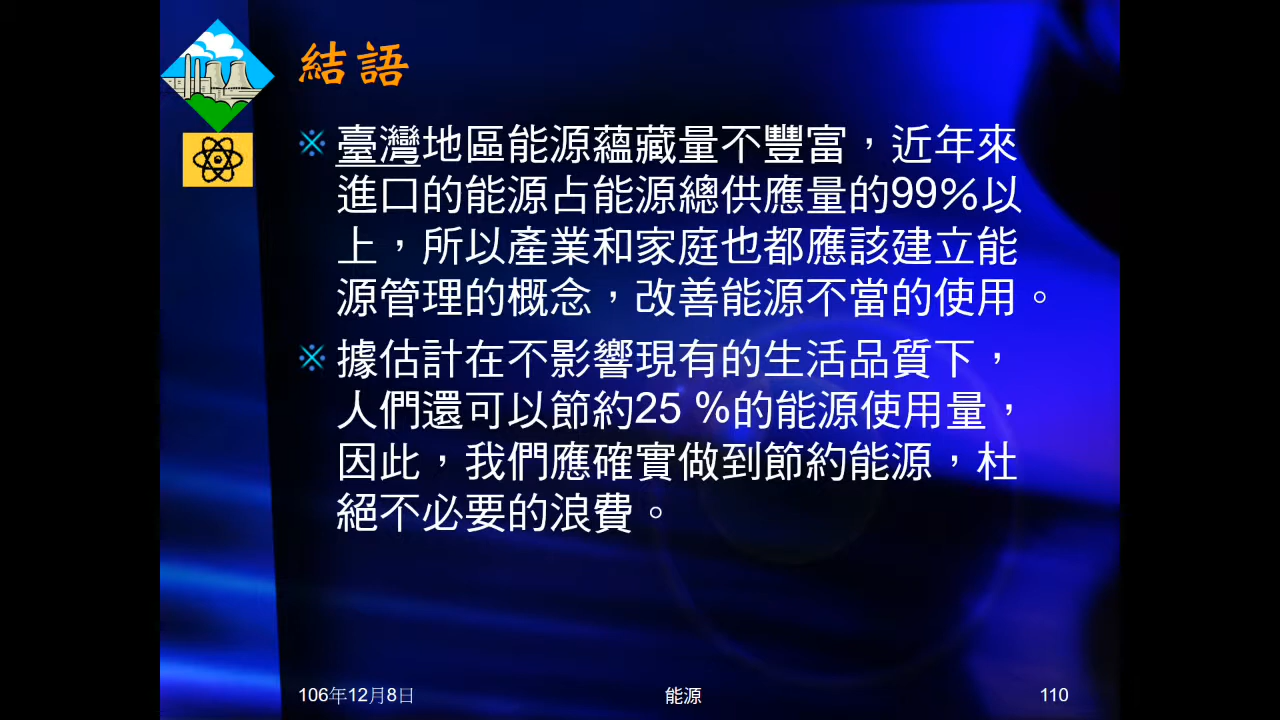 結語
※ 臺灣地區能源蘊藏量不豐富，近年來
進口的能源占能源總供應量的99%以
上，所以產業和家庭也都應該建立能
源管理的概念，改善能源不當的使用。
※ 據估計在不影響現有的生活品質下，
人們還可以節約25 %的能源使用量，
因此，我們應確實做到節約能源，杜
絕不必要的浪費。
106年12月8日
能源
110